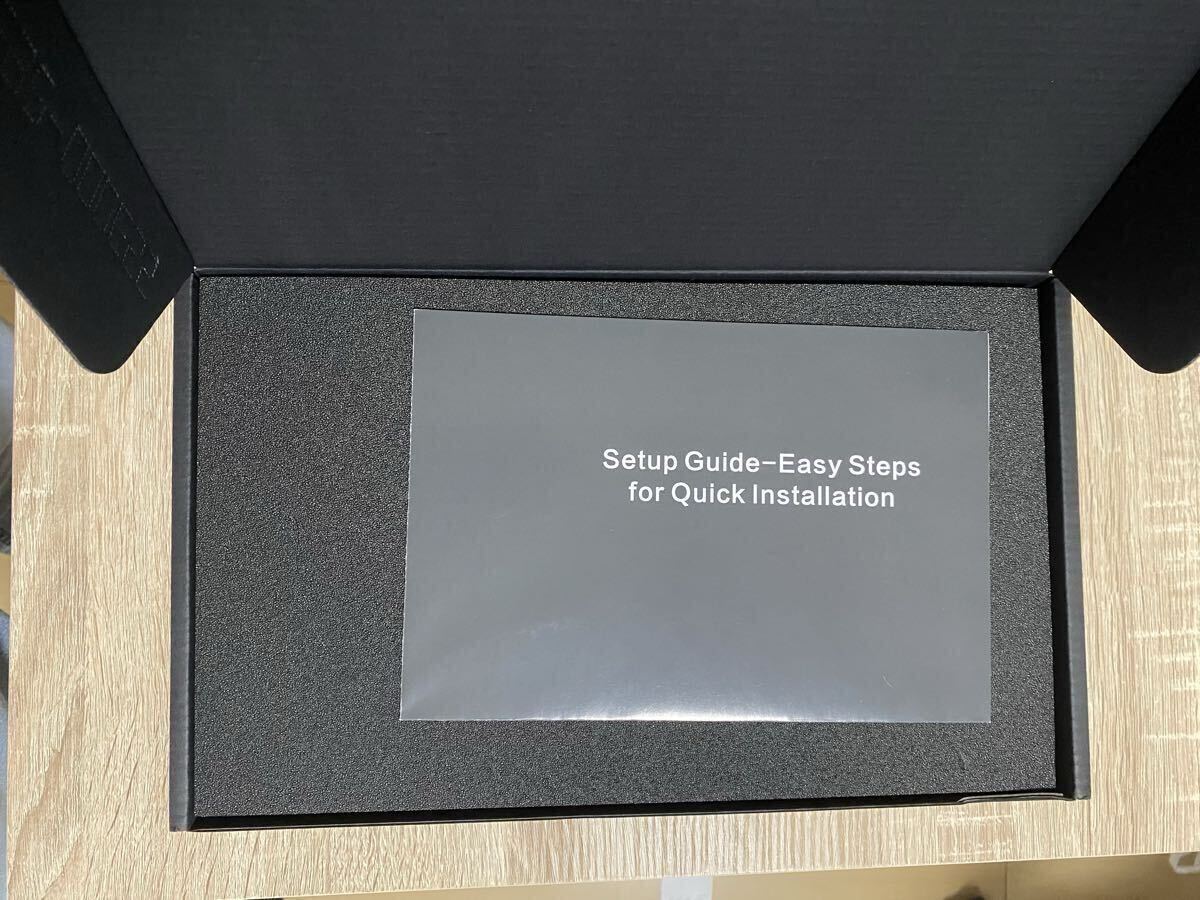 Setup Guide–Easy Steps
for Quick Installation